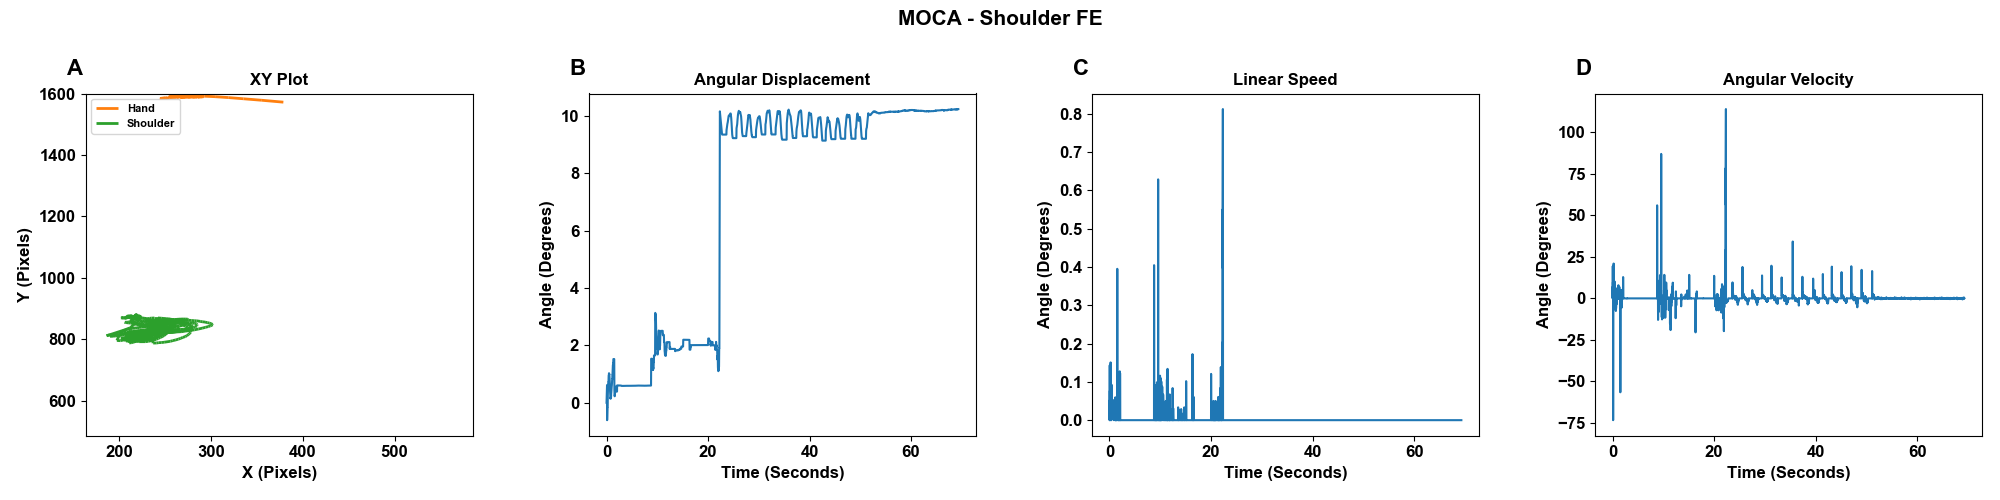 MOCA - Shoulder FE
A
XY Plot
Hand
Shoulder
1600
1400
1200
1000
800
600
200
300
400
500
Y (Pixels)
X (Pixels)
B
Angular Displacement
10
8
6
4
2
0
0
20
40
60
Angle (Degrees)
Time (Seconds)
C
Linear Speed
0.8
0.7
0.6
0.5
0.4
0.3
0.2
0.1
0.0
0
20
40
60
Angle (Degrees)
Time (Seconds)
D
Angular Velocity
100
75
50
25
0
−25
−50
−75
0
20
40
60
Angle (Degrees)
Time (Seconds)